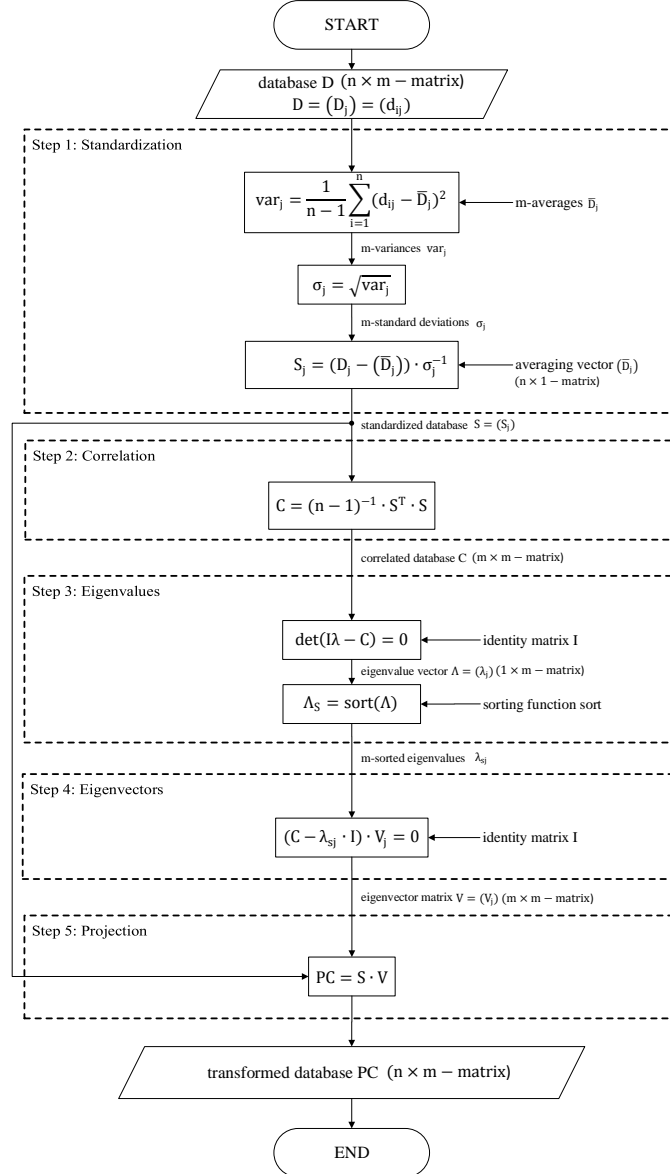 START
database D (n × m − matrix)
D = (D_j) = (d_ij)
Step 1: Standardization
var_j = 1/(n − 1) ∑_{i=1}^{n} (d_ij − D̅_j)²
m-averages D̅_j
m-variances var_j
σ_j = √var_j
m-standard deviations σ_j
S_j = (D_j − (D̅_j)) · σ_j⁻¹
averaging vector (D̅_j)
(n × 1 − matrix)
standardized database S = (S_j)
Step 2: Correlation
C = (n − 1)⁻¹ · Sᵀ · S
correlated database C (m × m − matrix)
Step 3: Eigenvalues
det(Iλ − C) = 0
identity matrix I
eigenvalue vector Λ = (λ_j) (1 × m − matrix)
Λ_S = sort(Λ)
sorting function sort
m-sorted eigenvalues λ_sj
Step 4: Eigenvectors
(C − λ_sj · I) · V_j = 0
identity matrix I
eigenvector matrix V = (V_j) (m × m − matrix)
Step 5: Projection
PC = S · V
transformed database PC (n × m − matrix)
END